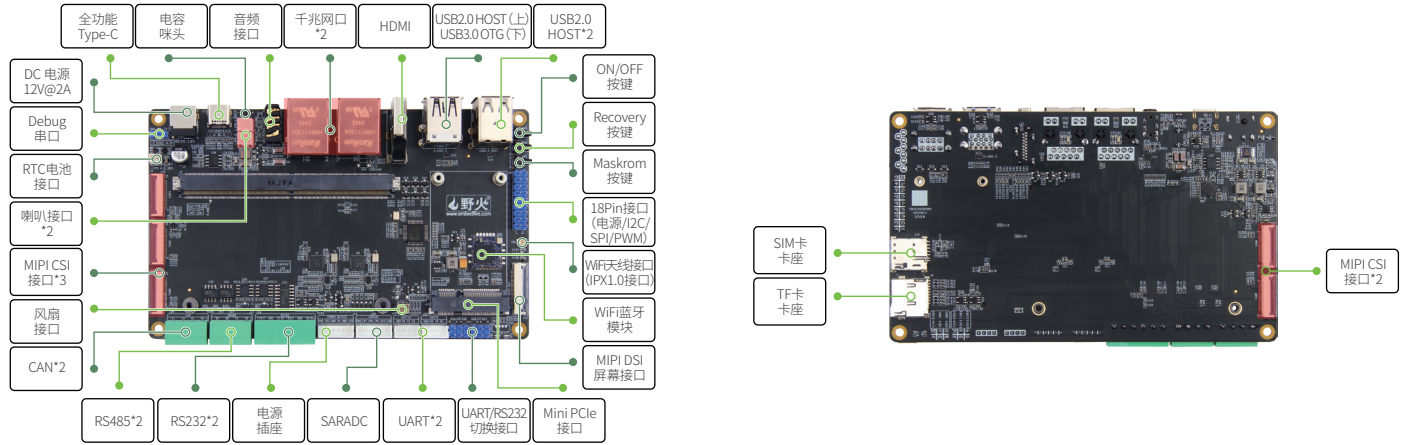 全功能
Type-C
电容
咪头
音频
接口
千兆网口
*2
HDMI
USB2.0 HOST（上）
USB3.0 OTG（下）
USB2.0
HOST*2
DC 电源
12V@2A
Debug
串口
RTC电池
接口
喇叭接口
*2
MIPI CSI
接口*3
风扇
接口
CAN*2
ON/OFF
按键
Recovery
按键
Maskrom
按键
18Pin接口
（电源/I2C/
SPI/PWM）
WiFi天线接口
(IPX1.0接口)
WiFi蓝牙
模块
MIPI DSI
屏幕接口
RS485*2
RS232*2
电源
插座
SARADC
UART*2
UART/RS232
切换接口
Mini PCIe
接口
野火
www.embedfire.com
SIM卡
卡座
TF卡
卡座
MIPI CSI
接口*2